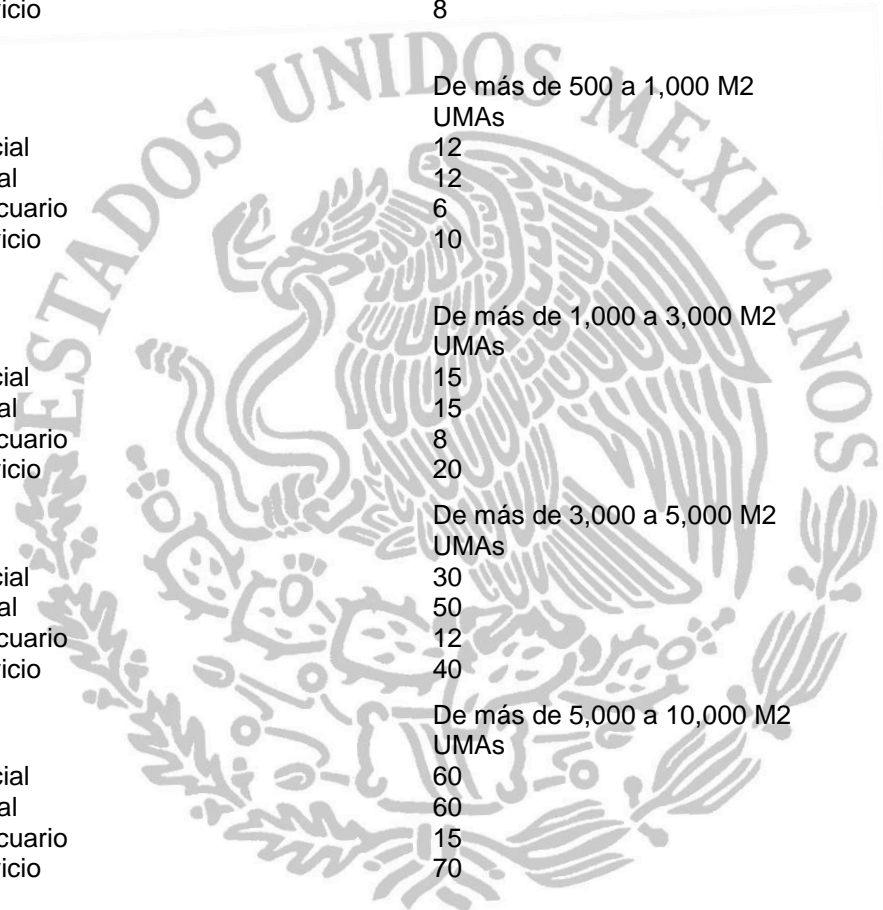 icio 8
De más de 500 a 1,000 M2
UMAs
cial 12
al 12
cuario 6
icio 10
De más de 1,000 a 3,000 M2
UMAs
cial 15
al 15
cuario 8
icio 20
De más de 3,000 a 5,000 M2
UMAs
cial 30
al 50
cuario 12
icio 40
De más de 5,000 a 10,000 M2
UMAs
cial 60
al 60
cuario 15
icio 70
ESTADOS UNIDOS MEXICANOS